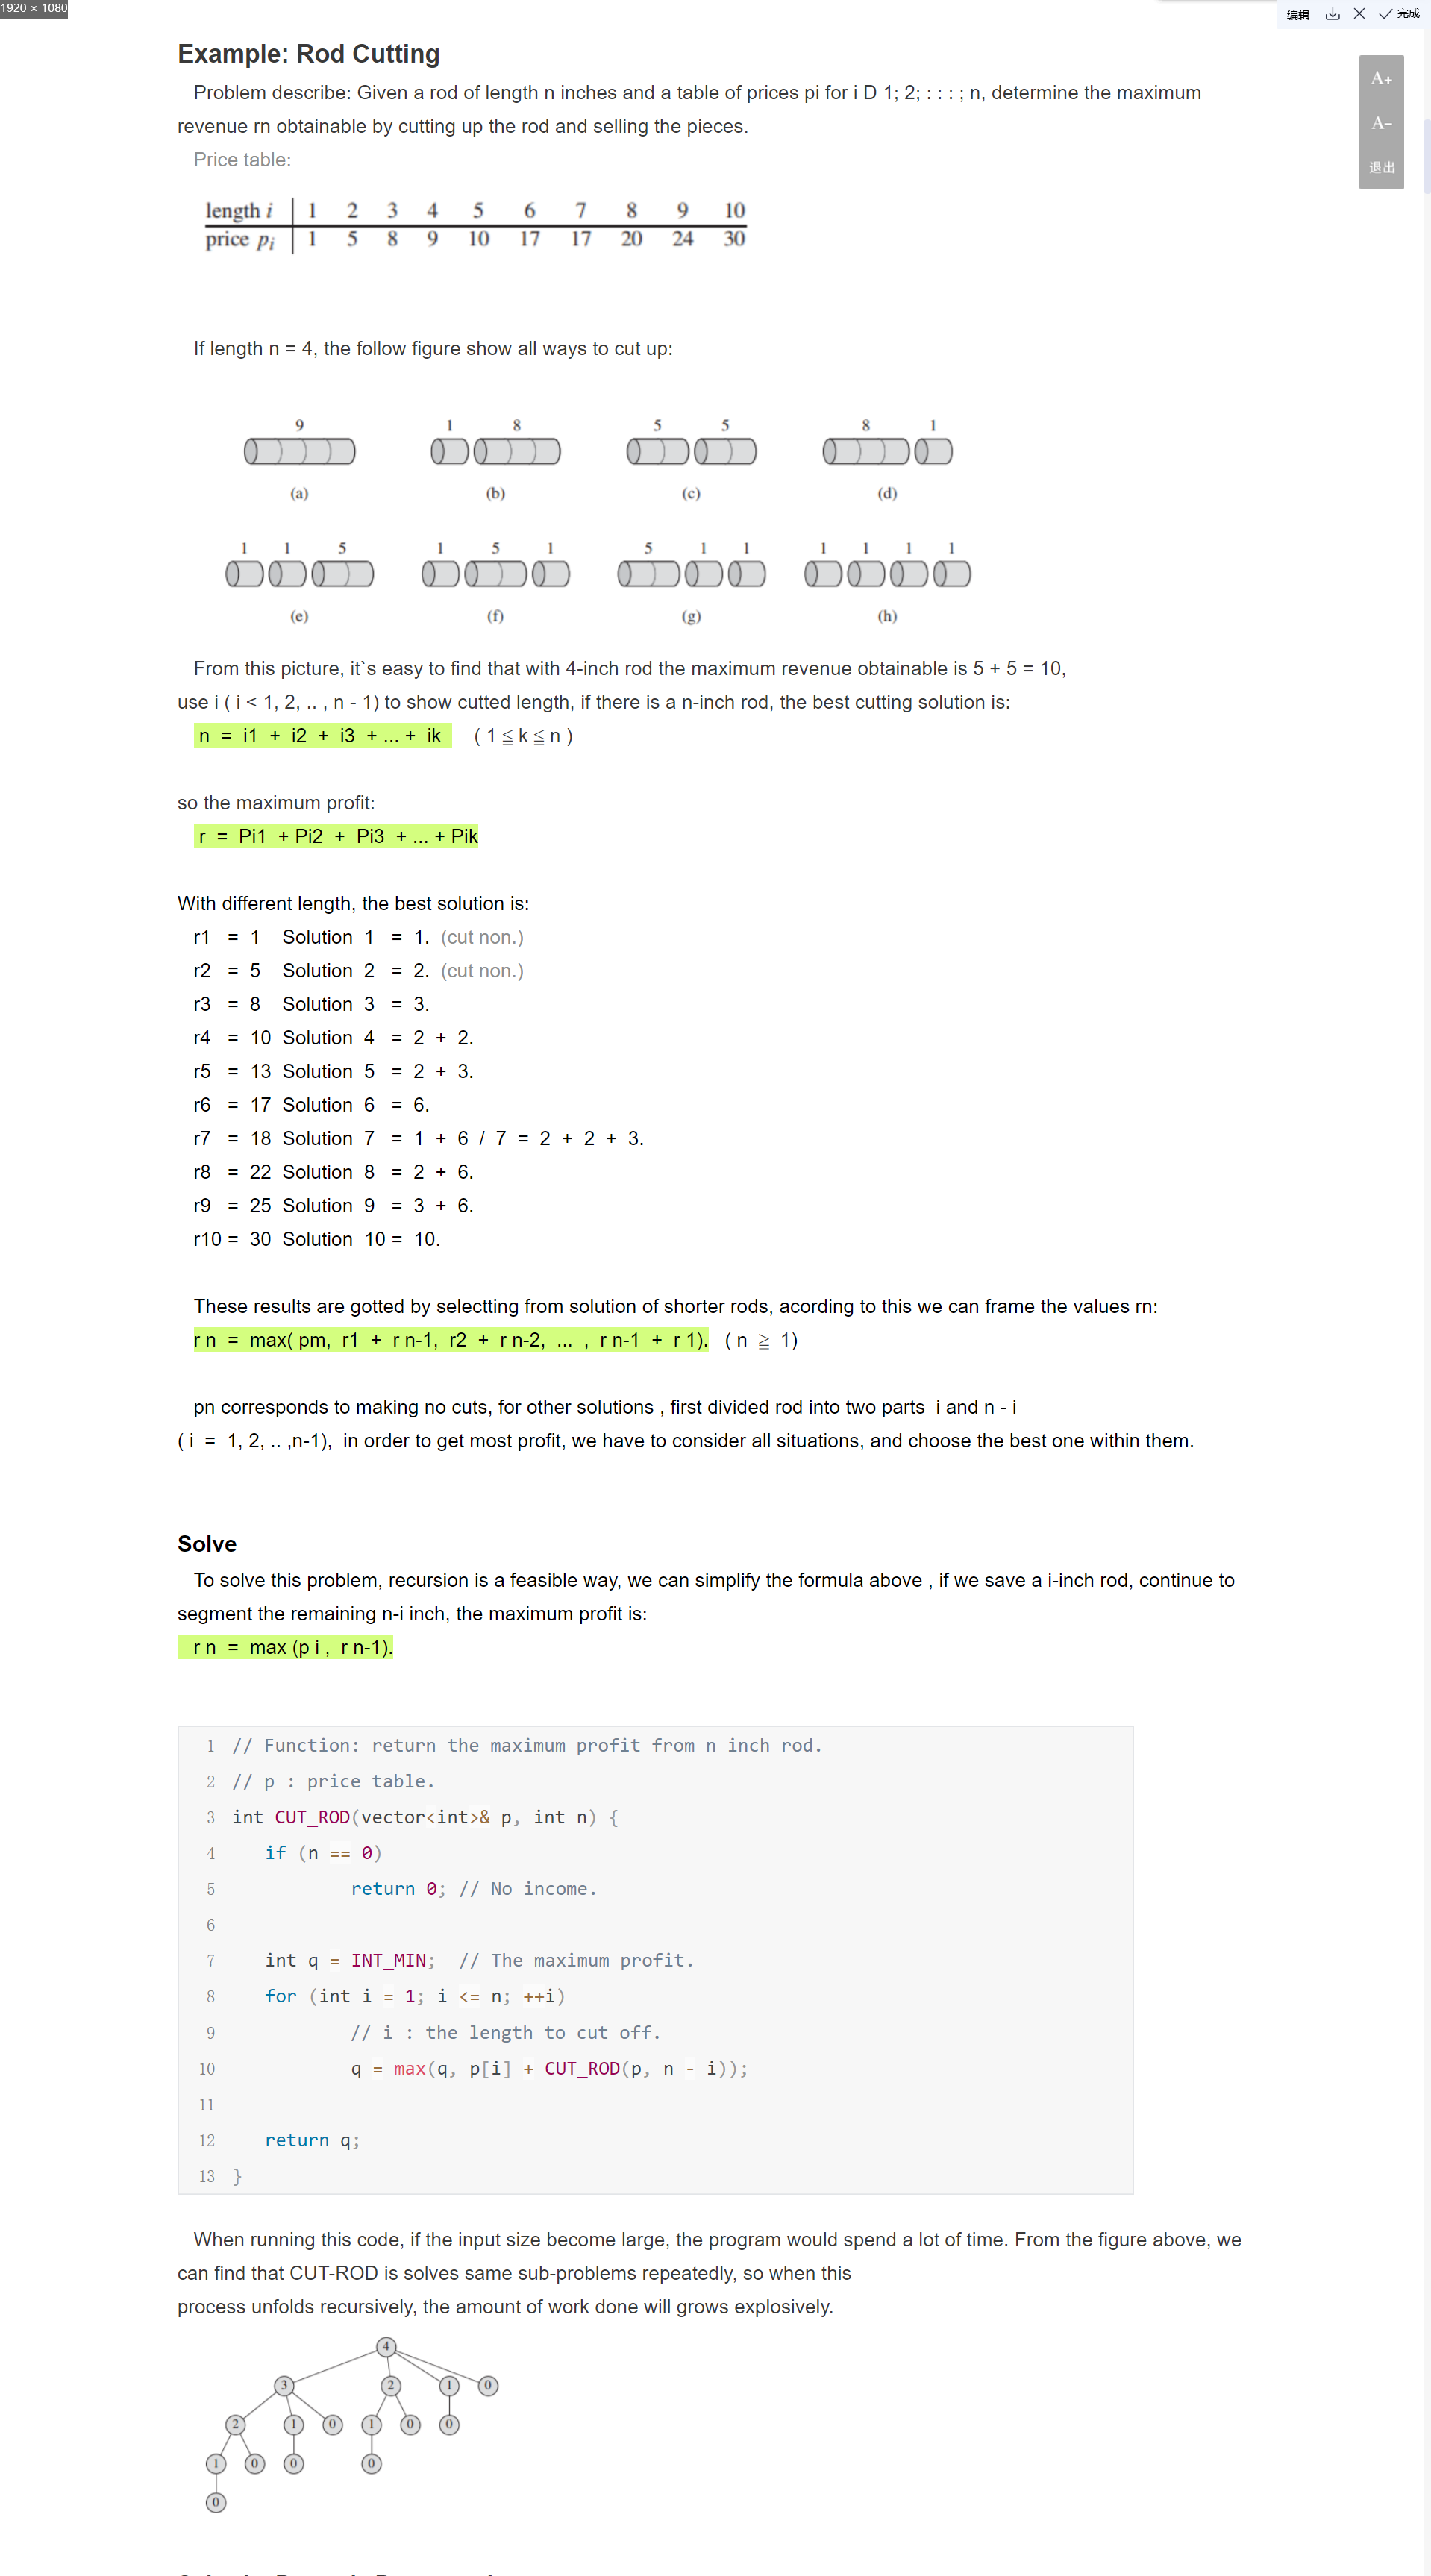 1920 × 1080
编辑 完成
A+
A-
退出
Example: Rod Cutting
Problem describe: Given a rod of length n inches and a table of prices pi for i D 1; 2; : : : ; n, determine the maximum
revenue rn obtainable by cutting up the rod and selling the pieces.
Price table:
length i 1 2 3 4 5 6 7 8 9 10
price pi 1 5 8 9 10 17 17 20 24 30
If length n = 4, the follow figure show all ways to cut up:
9 1 8 5 5 8 1
(a) (b) (c) (d)
1 1 5 1 5 1 5 1 1 1 1 1 1
(e) (f) (g) (h)
From this picture, it`s easy to find that with 4-inch rod the maximum revenue obtainable is 5 + 5 = 10,
use i ( i < 1, 2, .. , n - 1) to show cutted length, if there is a n-inch rod, the best cutting solution is:
n = i1 + i2 + i3 + ... + ik ( 1 ≦ k ≦ n )
so the maximum profit:
r = Pi1 + Pi2 + Pi3 + ... + Pik
With different length, the best solution is:
r1 = 1 Solution 1 = 1. (cut non.)
r2 = 5 Solution 2 = 2. (cut non.)
r3 = 8 Solution 3 = 3.
r4 = 10 Solution 4 = 2 + 2.
r5 = 13 Solution 5 = 2 + 3.
r6 = 17 Solution 6 = 6.
r7 = 18 Solution 7 = 1 + 6 / 7 = 2 + 2 + 3.
r8 = 22 Solution 8 = 2 + 6.
r9 = 25 Solution 9 = 3 + 6.
r10 = 30 Solution 10 = 10.
These results are gotted by selectting from solution of shorter rods, acording to this we can frame the values rn:
r n = max( pm, r1 + r n-1, r2 + r n-2, ... , r n-1 + r 1). ( n ≧ 1)
pn corresponds to making no cuts, for other solutions , first divided rod into two parts i and n - i
( i = 1, 2, .. ,n-1), in order to get most profit, we have to consider all situations, and choose the best one within them.
Solve
To solve this problem, recursion is a feasible way, we can simplify the formula above , if we save a i-inch rod, continue to
segment the remaining n-i inch, the maximum profit is:
r n = max (p i , r n-1).
1 // Function: return the maximum profit from n inch rod.
2 // p : price table.
3 int CUT_ROD(vector<int>& p, int n) {
4 if (n == 0)
5 return 0; // No income.
6
7 int q = INT_MIN; // The maximum profit.
8 for (int i = 1; i <= n; ++i)
9 // i : the length to cut off.
10 q = max(q, p[i] + CUT_ROD(p, n - i));
11
12 return q;
13 }
When running this code, if the input size become large, the program would spend a lot of time. From the figure above, we
can find that CUT-ROD is solves same sub-problems repeatedly, so when this
process unfolds recursively, the amount of work done will grows explosively.
4
3 2 1 0
2 1 0 1 0 0
1 0 0 0
0